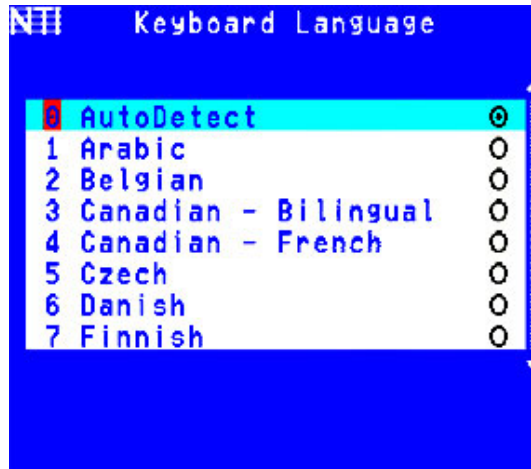 NTI Keyboard Language
0 AutoDetect
1 Arabic
2 Belgian
3 Canadian - Bilingual
4 Canadian - French
5 Czech
6 Danish
7 Finnish